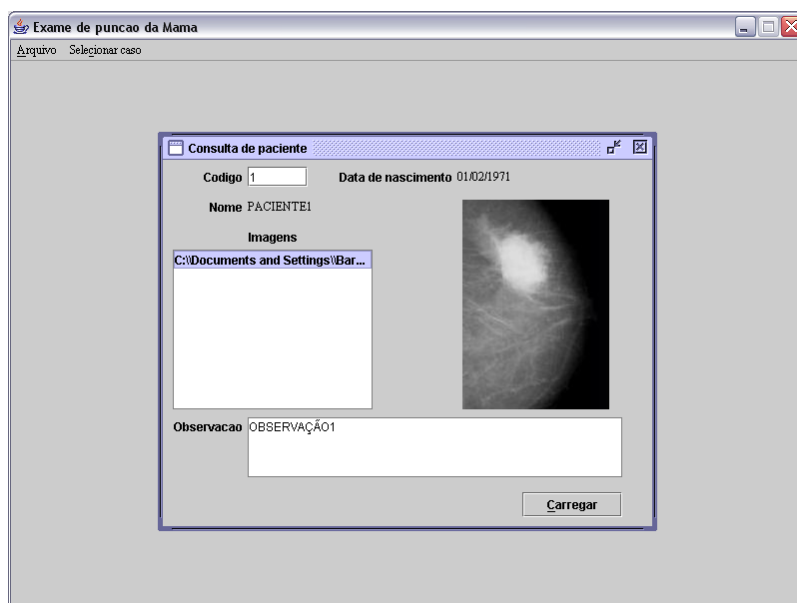 Exame de puncao da Mama
Arquivo Selecionar caso
Consulta de paciente
Codigo 1 Data de nascimento 01/02/1971
Nome PACIENTE1
Imagens
C:\\Documents and Settings\\Bar...
Observacao OBSERVAÇÃO1
Carregar